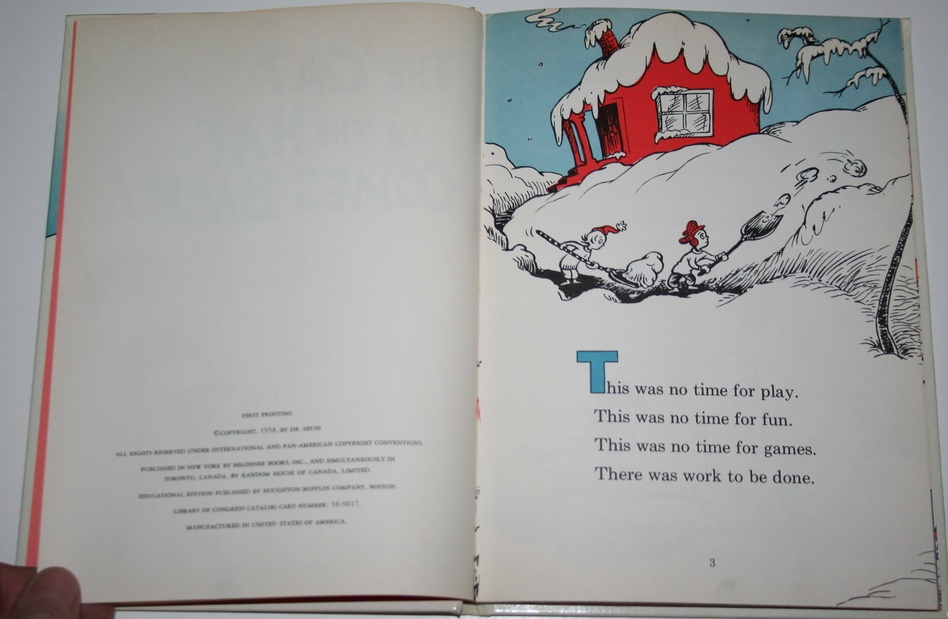 FIRST PRINTING
©COPYRIGHT, 1958, BY DR. SEUSS
ALL RIGHTS RESERVED UNDER INTERNATIONAL AND PAN-AMERICAN COPYRIGHT CONVENTIONS.
PUBLISHED IN NEW YORK BY BEGINNER BOOKS, INC., AND SIMULTANEOUSLY IN
TORONTO, CANADA, BY RANDOM HOUSE OF CANADA, LIMITED.
EDUCATIONAL EDITION PUBLISHED BY HOUGHTON MIFFLIN COMPANY, BOSTON.
LIBRARY OF CONGRESS CATALOG CARD NUMBER: 58-9017.
MANUFACTURED IN UNITED STATES OF AMERICA.
This was no time for play.
This was no time for fun.
This was no time for games.
There was work to be done.
3